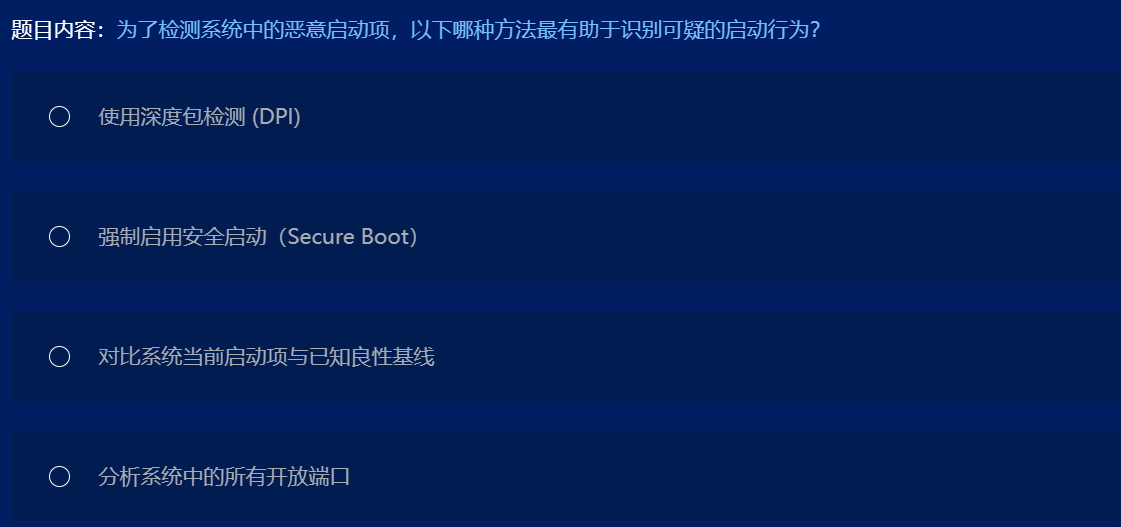 题目内容：为了检测系统中的恶意启动项，以下哪种方法最有助于识别可疑的启动行为？
使用深度包检测 (DPI)
强制启用安全启动（Secure Boot）
对比系统当前启动项与已知良性基线
分析系统中的所有开放端口